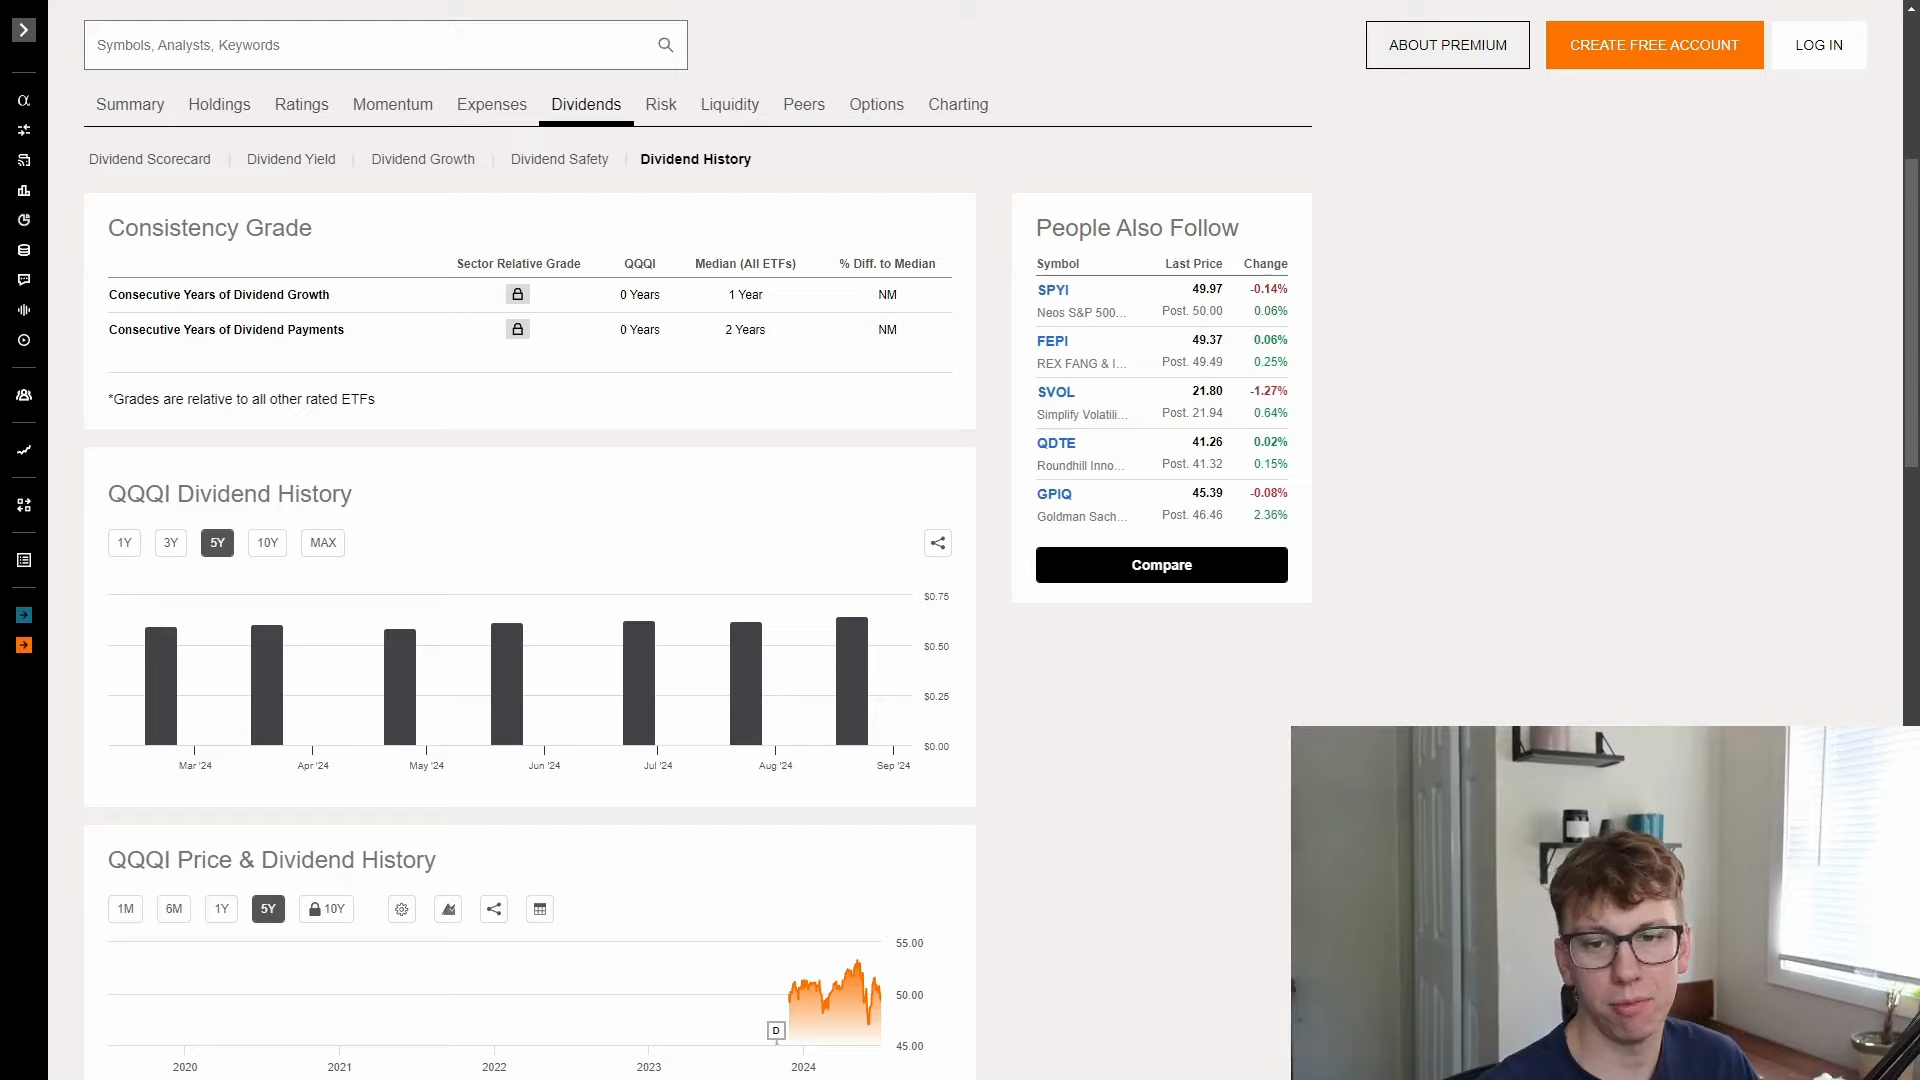 Symbols, Analysts, Keywords
ABOUT PREMIUM
CREATE FREE ACCOUNT
LOG IN
Summary Holdings Ratings Momentum Expenses Dividends Risk Liquidity Peers Options Charting
Dividend Scorecard Dividend Yield Dividend Growth Dividend Safety Dividend History
Consistency Grade
Sector Relative Grade QQQI Median (All ETFs) % Diff. to Median
Consecutive Years of Dividend Growth 0 Years 1 Year NM
Consecutive Years of Dividend Payments 0 Years 2 Years NM
*Grades are relative to all other rated ETFs
People Also Follow
Symbol Last Price Change
SPYI 49.97 -0.14%
Neos S&P 500... Post. 50.00 0.06%
FEPI 49.37 0.06%
REX FANG & I... Post. 49.49 0.25%
SVOL 21.80 -1.27%
Simplify Volatili... Post. 21.94 0.64%
QDTE 41.26 0.02%
Roundhill Inno... Post. 41.32 0.15%
GPIQ 45.39 -0.08%
Goldman Sach... Post. 46.46 2.36%
Compare
QQQI Dividend History
1Y 3Y 5Y 10Y MAX
$0.75
$0.50
$0.25
$0.00
Mar '24 Apr '24 May '24 Jun '24 Jul '24 Aug '24 Sep '24
QQQI Price & Dividend History
1M 6M 1Y 5Y 10Y
55.00
50.00
D
45.00
2020 2021 2022 2023 2024